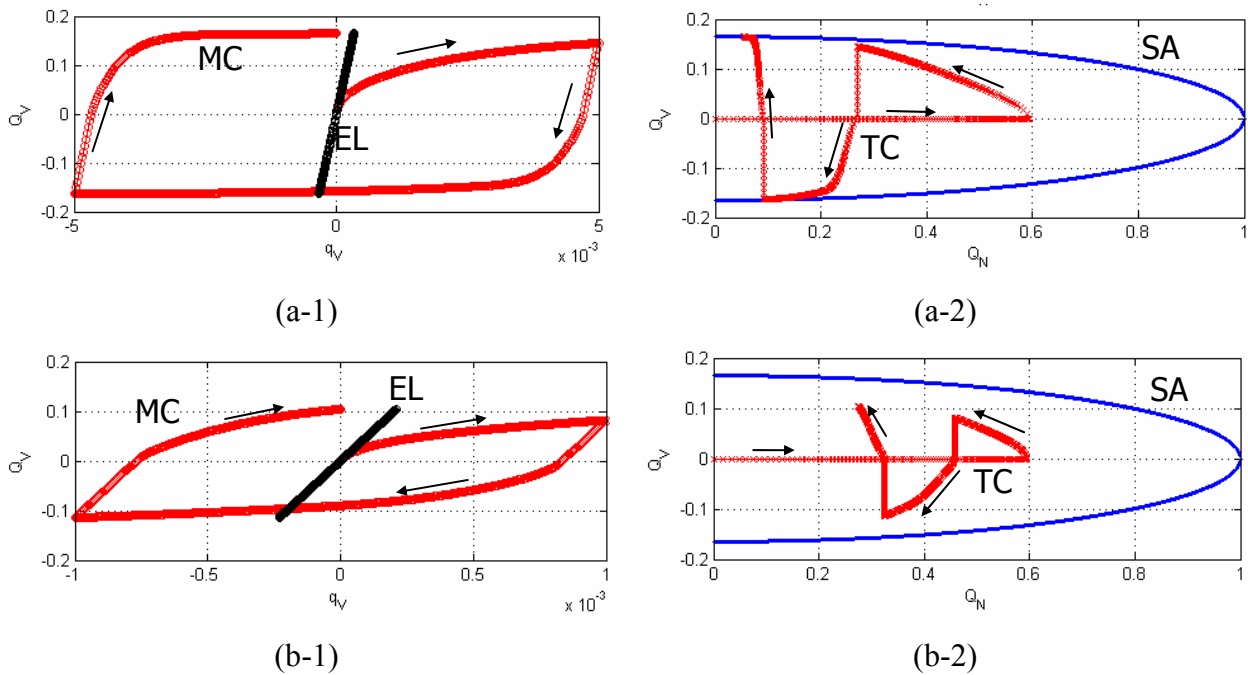 0.2
0.1
0
-0.1
-0.2
Q_V
MC
EL
-5
0
5
q_V
x 10^-3
(a-1)
0.2
0.1
0
-0.1
-0.2
Q_V
SA
TC
0
0.2
0.4
0.6
0.8
1
Q_N
(a-2)
0.2
0.1
0
-0.1
-0.2
Q_V
MC
EL
-1
-0.5
0
0.5
1
q_V
x 10^-3
(b-1)
0.2
0.1
0
-0.1
-0.2
Q_V
SA
TC
0
0.2
0.4
0.6
0.8
1
Q_N
(b-2)